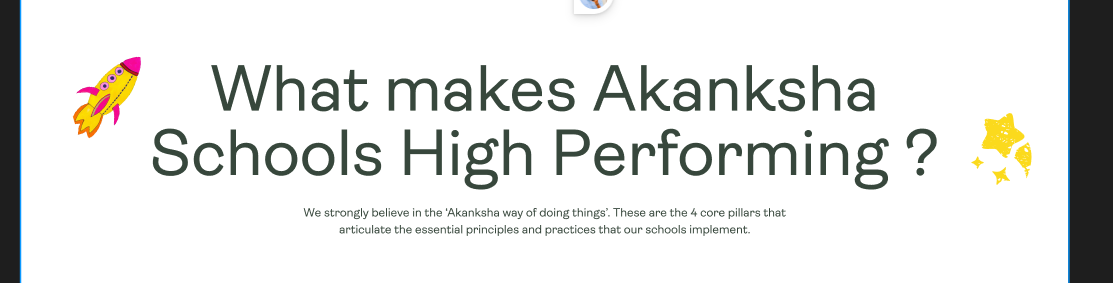 What makes Akanksha
Schools High Performing ?
We strongly believe in the ‘Akanksha way of doing things’. These are the 4 core pillars that
articulate the essential principles and practices that our schools implement.